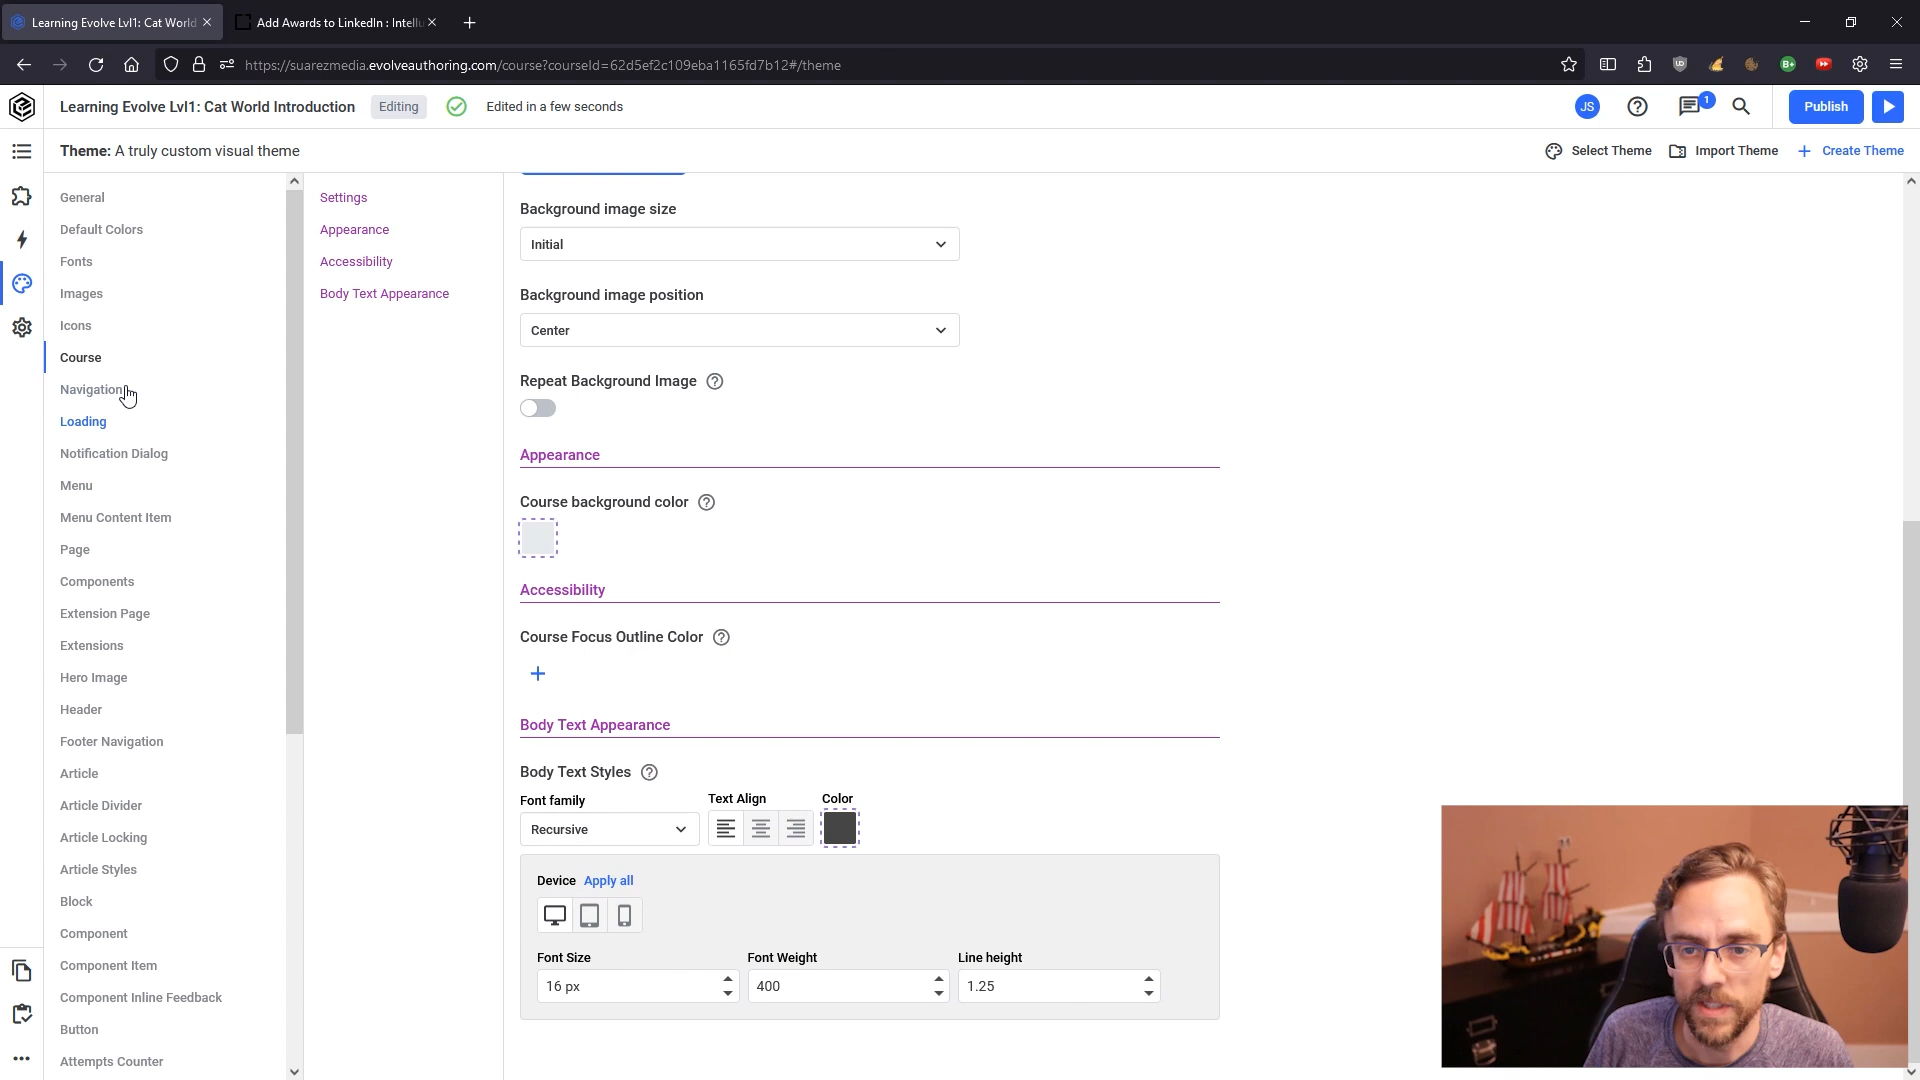 Learning Evolve Lvl1: Cat World
Add Awards to LinkedIn : Intellu
https://suarezmedia.evolveauthoring.com/course?courseId=62d5ef2c109eba1165fd7b12#/theme
Learning Evolve Lvl1: Cat World Introduction
Editing
Edited in a few seconds
JS
1
Publish
Theme: A truly custom visual theme
Select Theme
Import Theme
Create Theme
General
Default Colors
Fonts
Images
Icons
Course
Navigation
Loading
Notification Dialog
Menu
Menu Content Item
Page
Components
Extension Page
Extensions
Hero Image
Header
Footer Navigation
Article
Article Divider
Article Locking
Article Styles
Block
Component
Component Item
Component Inline Feedback
Button
Attempts Counter
Settings
Appearance
Accessibility
Body Text Appearance
Background image size
Initial
Background image position
Center
Repeat Background Image
Appearance
Course background color
Accessibility
Course Focus Outline Color
Body Text Appearance
Body Text Styles
Font family
Text Align
Color
Recursive
Device Apply all
Font Size
Font Weight
Line height
16 px
400
1.25